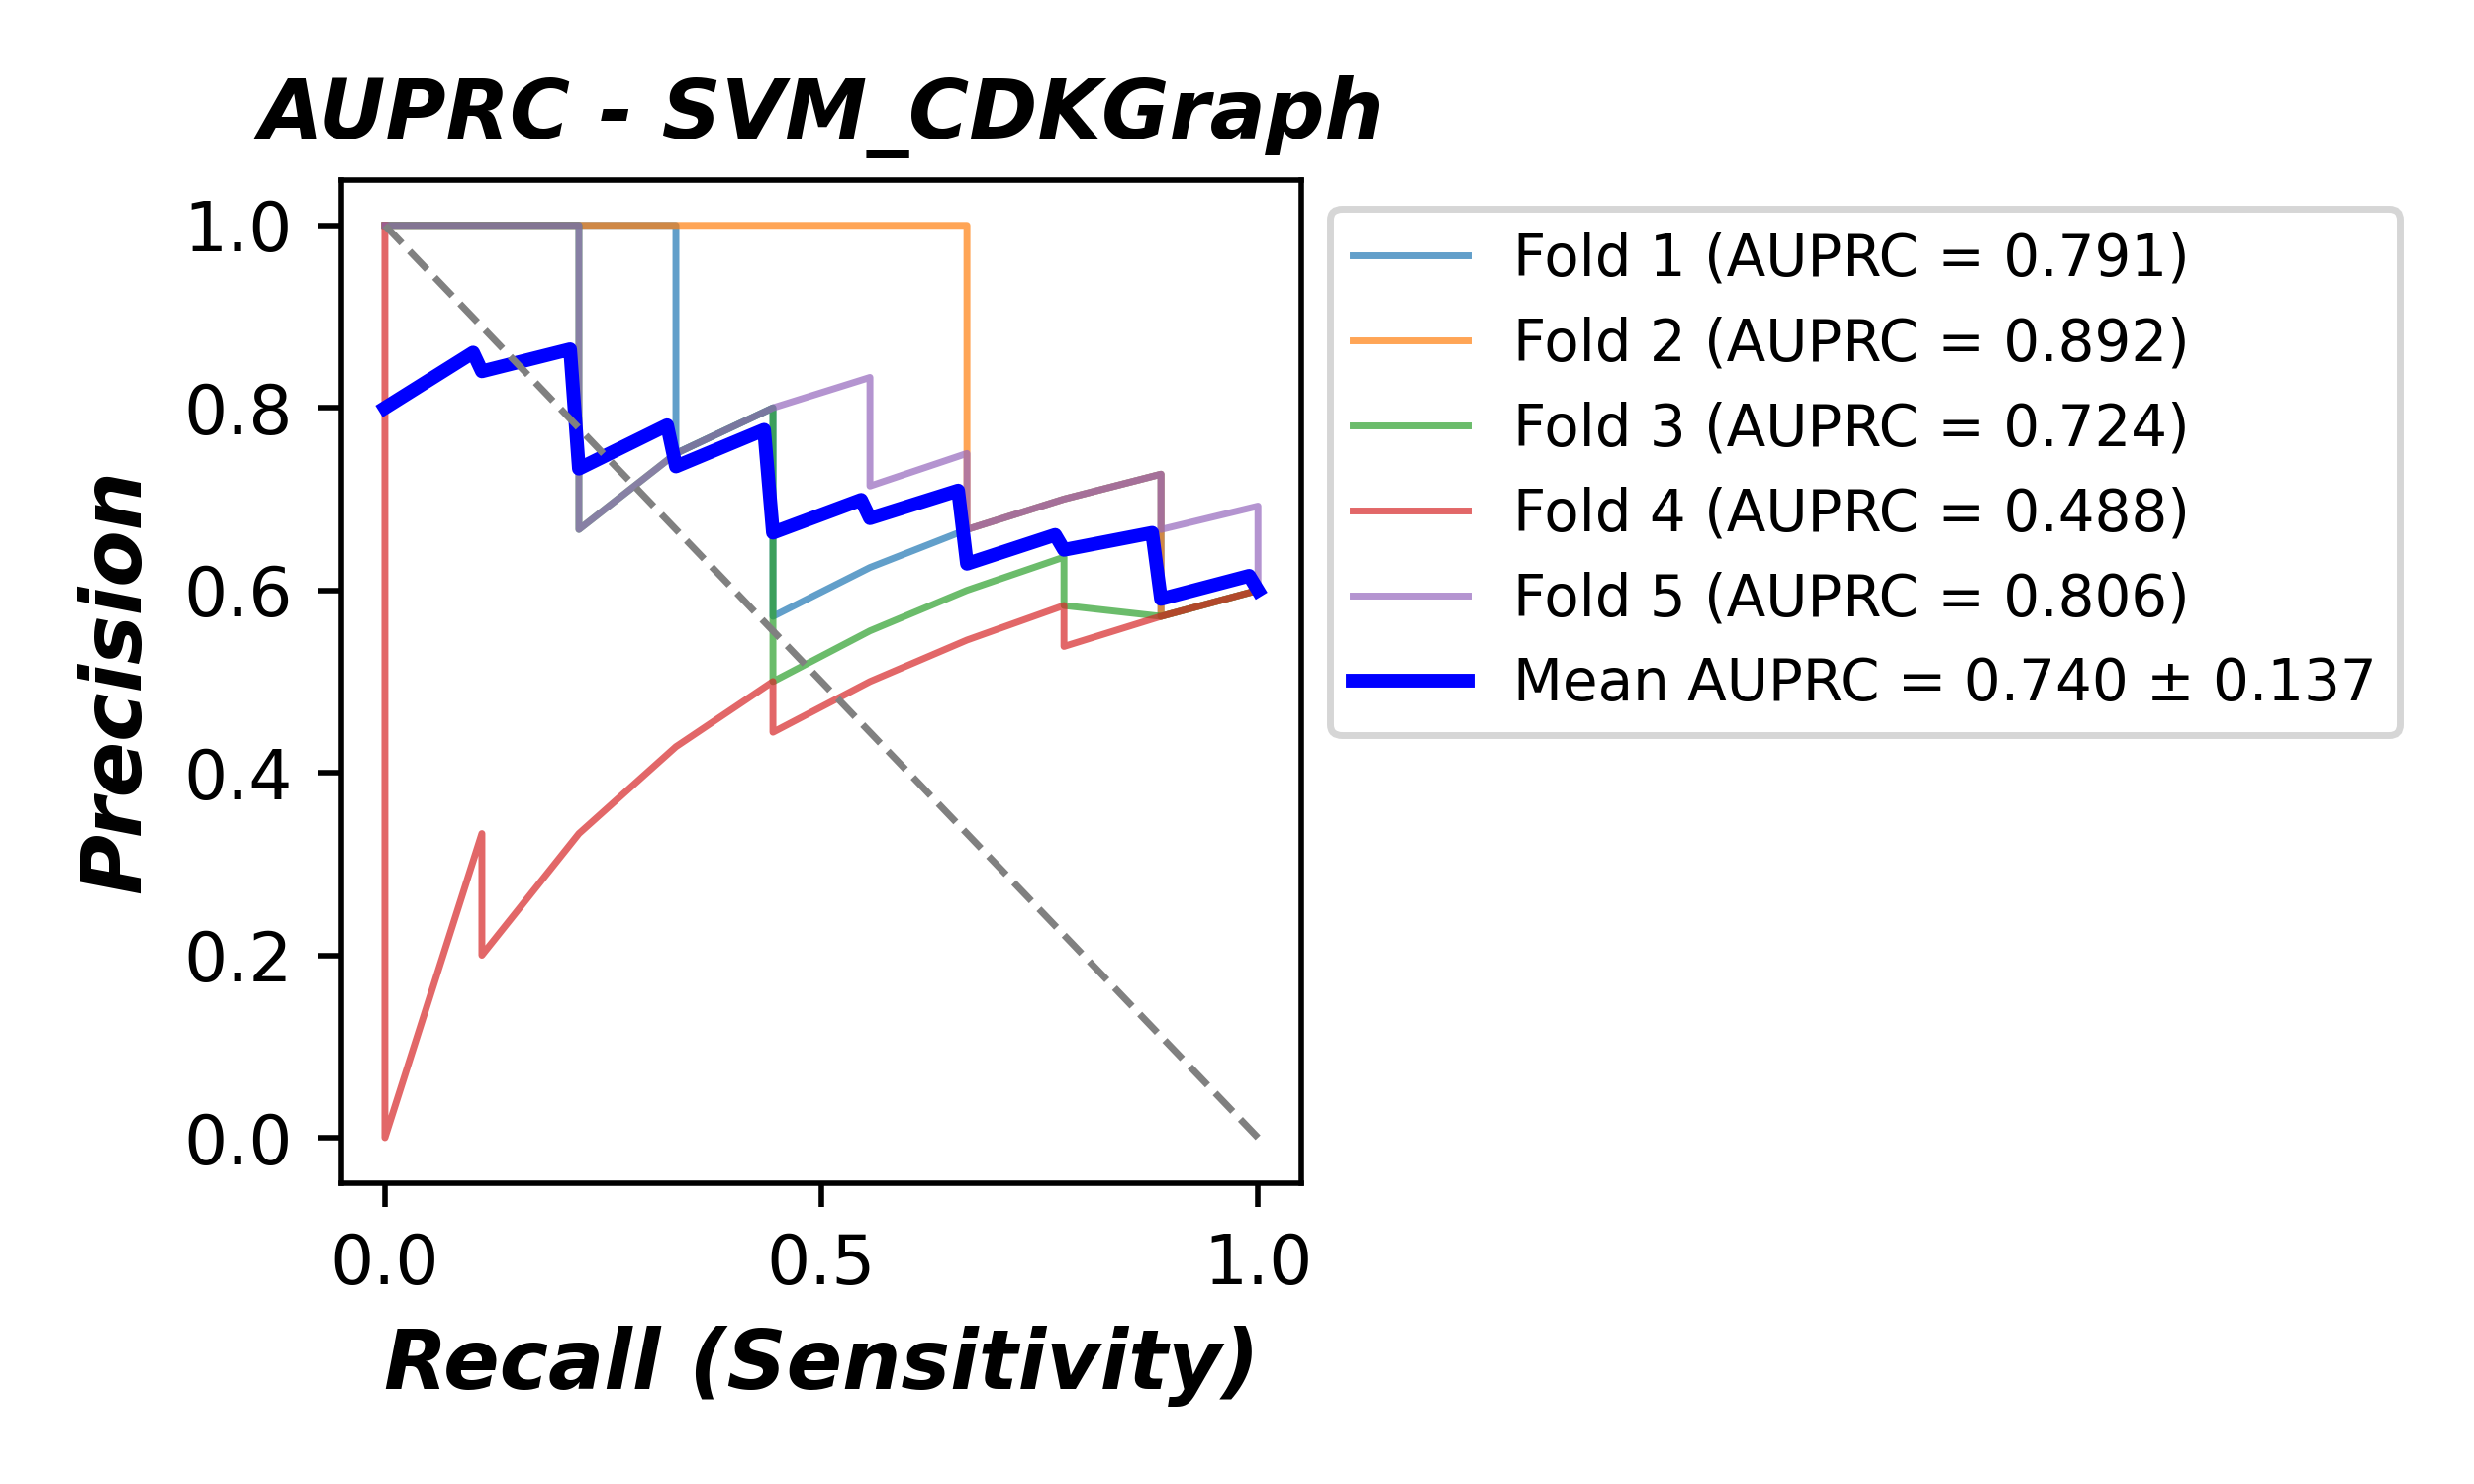 AUPRC - SVM_CDKGraph
Precision
1.0
0.8
0.6
0.4
0.2
0.0
0.0 0.5 1.0
Recall (Sensitivity)
Fold 1 (AUPRC = 0.791)
Fold 2 (AUPRC = 0.892)
Fold 3 (AUPRC = 0.724)
Fold 4 (AUPRC = 0.488)
Fold 5 (AUPRC = 0.806)
Mean AUPRC = 0.740 ± 0.137